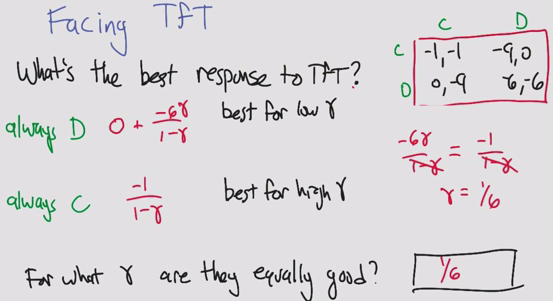 Facing TFT
C D
C -1,-1 -9,0
D 0,-9 -6,-6
What's the best response to TFT?
always D 0 + -6γ/1-γ best for low γ
-6γ/1-γ = -1/1-γ
γ = 1/6
always C -1/1-γ best for high γ
For what γ are they equally good? 1/6